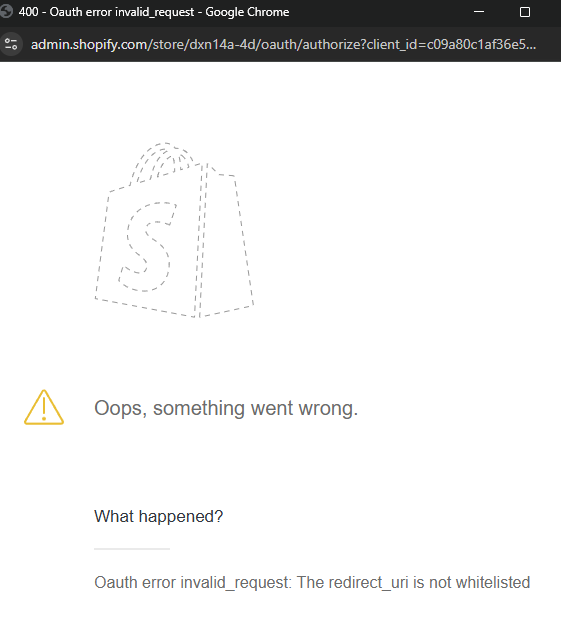 400 - Oauth error invalid_request - Google Chrome
admin.shopify.com/store/dxn14a-4d/oauth/authorize?client_id=c09a80c1af36e5...
S
Oops, something went wrong.
What happened?
Oauth error invalid_request: The redirect_uri is not whitelisted